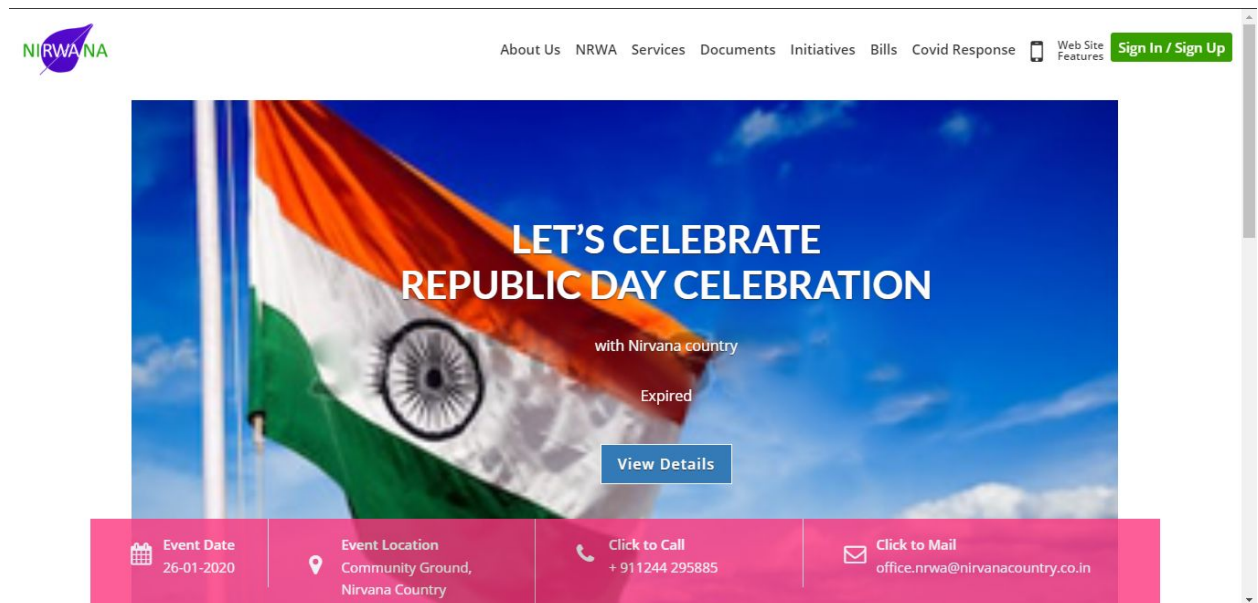 NIRWANA
About Us NRWA Services Documents Initiatives Bills Covid Response Web Site Features Sign In / Sign Up
LET'S CELEBRATE
REPUBLIC DAY CELEBRATION
with Nirvana country
Expired
View Details
Event Date
26-01-2020
Event Location
Community Ground,
Nirvana Country
Click to Call
+ 911244 295885
Click to Mail
office.nrwa@nirvanacountry.co.in